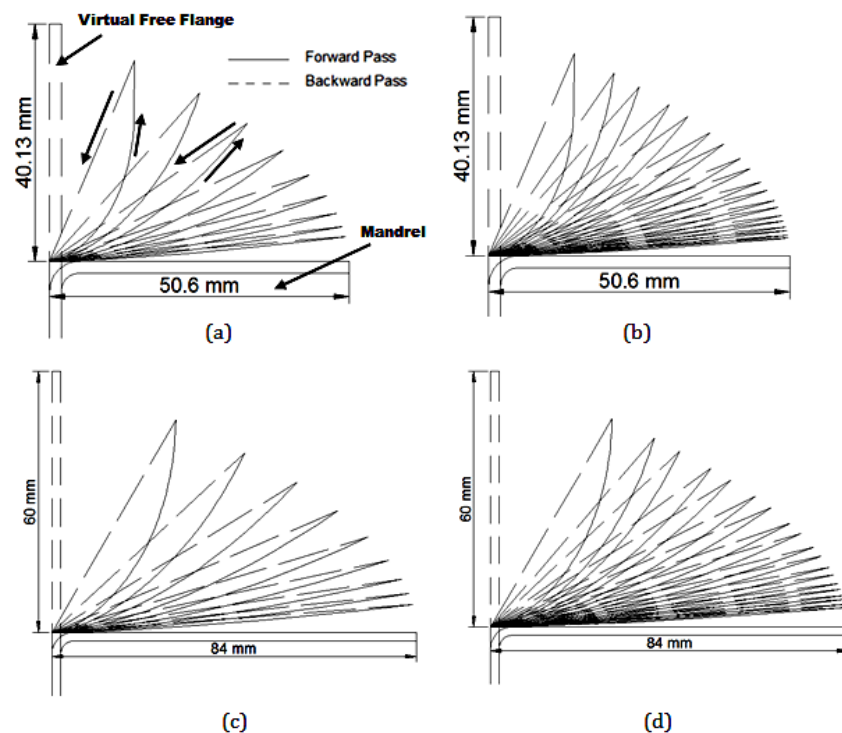 Virtual Free Flange
Forward Pass
Backward Pass
40.13 mm
Mandrel
50.6 mm
(a)
40.13 mm
50.6 mm
(b)
60 mm
84 mm
(c)
60 mm
84 mm
(d)